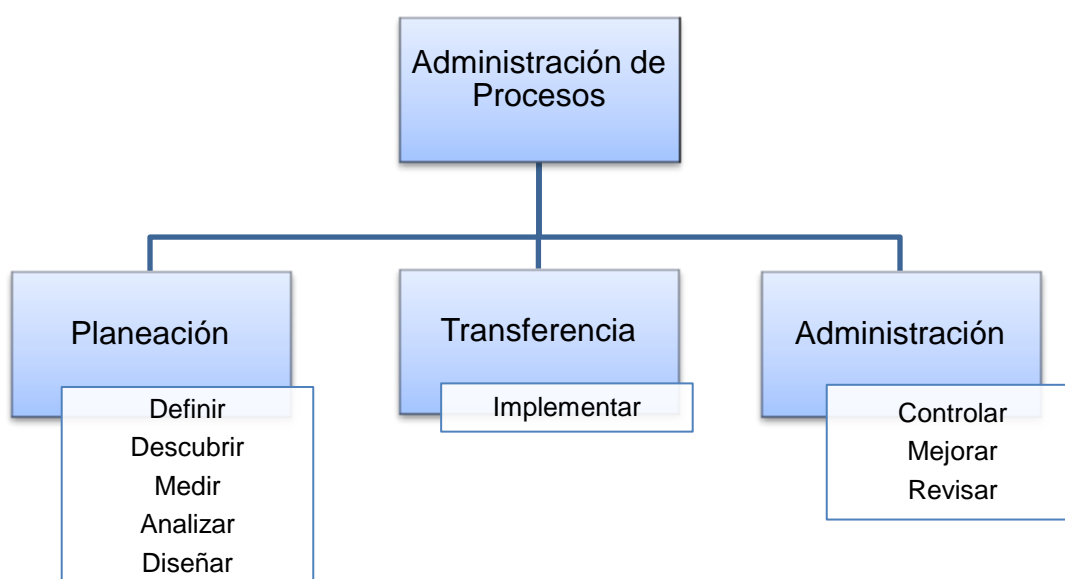 Administración de
Procesos
Planeación
Definir
Descubrir
Medir
Analizar
Diseñar
Transferencia
Implementar
Administración
Controlar
Mejorar
Revisar